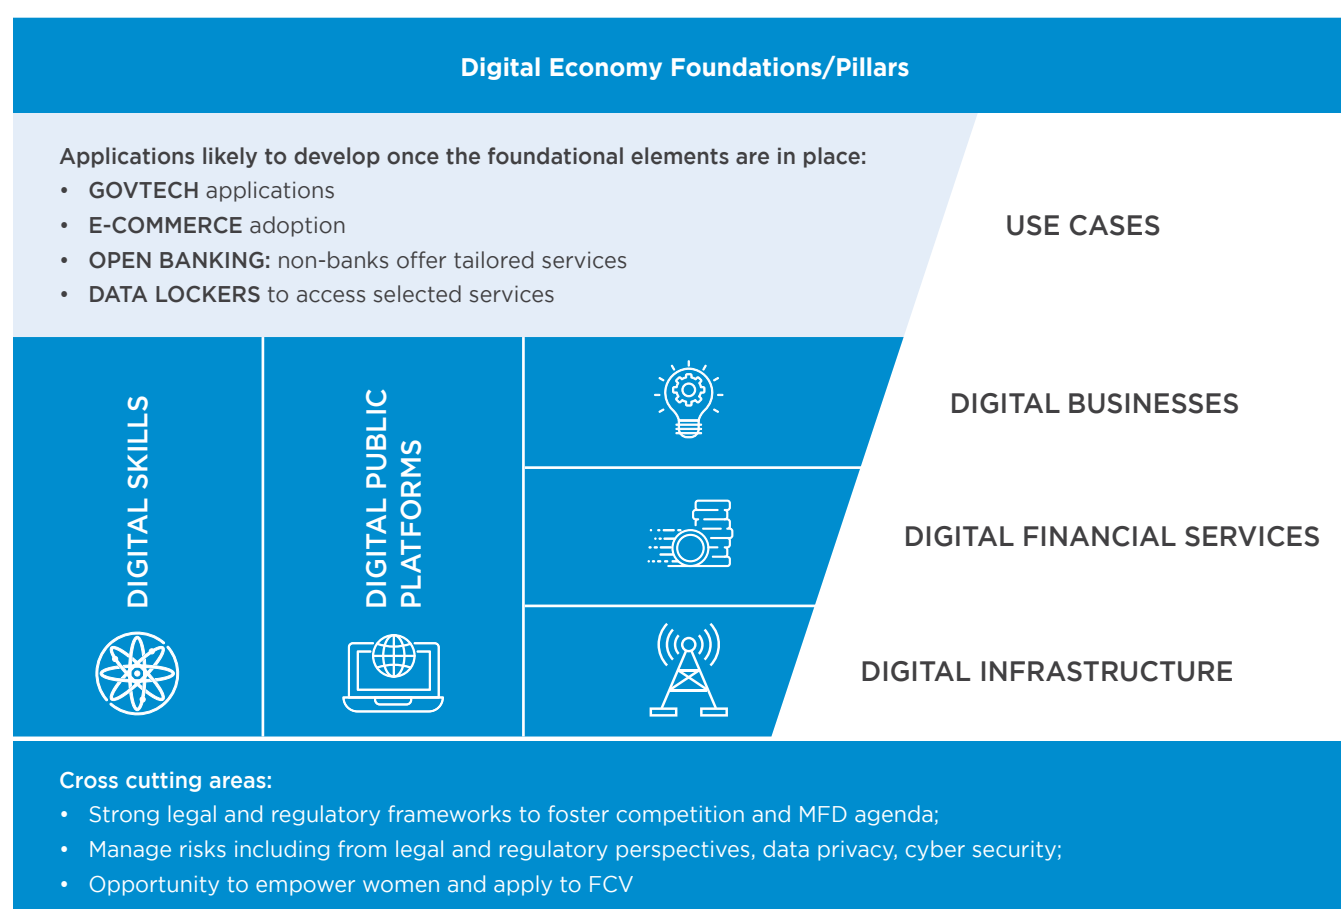 Digital Economy Foundations/Pillars
Applications likely to develop once the foundational elements are in place:
• GOVTECH applications
• E-COMMERCE adoption
• OPEN BANKING: non-banks offer tailored services
• DATA LOCKERS to access selected services
USE CASES
DIGITAL SKILLS
DIGITAL PUBLIC
PLATFORMS
DIGITAL BUSINESSES
DIGITAL FINANCIAL SERVICES
DIGITAL INFRASTRUCTURE
Cross cutting areas:
• Strong legal and regulatory frameworks to foster competition and MFD agenda;
• Manage risks including from legal and regulatory perspectives, data privacy, cyber security;
• Opportunity to empower women and apply to FCV